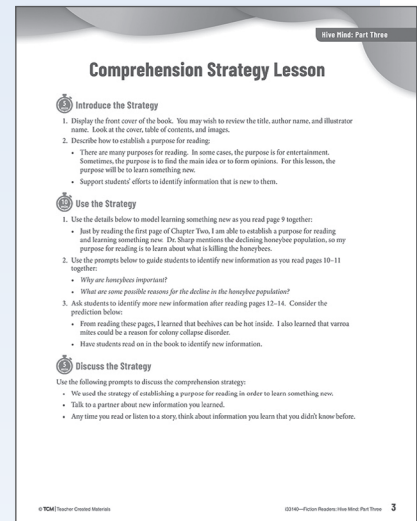 Hive Mind: Part Three
Comprehension Strategy Lesson
Introduce the Strategy
1. Display the front cover of the book. You may wish to review the title, author name, and illustrator
name. Look at the cover, table of contents, and images.
2. Describe how to establish a purpose for reading:
• There are many purposes for reading. In some cases, the purpose is for entertainment.
Sometimes, the purpose is to find the main idea or to form opinions. For this lesson, the
purpose will be to learn something new.
• Support students' efforts to identify information that is new to them.
Use the Strategy
1. Use the details below to model learning something new as you read page 9 together:
• Just by reading the first page of Chapter Two, I am able to establish a purpose for reading
and learning something new. Dr. Sharp mentions the declining honeybee population, so my
purpose for reading is to learn about what is killing the honeybees.
2. Use the prompts below to guide students to identify new information as you read pages 10–11
together:
• Why are honeybees important?
• What are some possible reasons for the decline in the honeybee population?
3. Ask students to identify more new information after reading pages 12–14. Consider the
prediction below:
• From reading these pages, I learned that beehives can be hot inside. I also learned that varroa
mites could be a reason for colony collapse disorder.
• Have students read on in the book to identify new information.
Discuss the Strategy
Use the following prompts to discuss the comprehension strategy:
• We used the strategy of establishing a purpose for reading in order to learn something new.
• Talk to a partner about new information you learned.
• Any time you read or listen to a story, think about information you learn that you didn't know before.
© TCM | Teacher Created Materials
—Fiction Readers: Hive Mind: Part Three 3